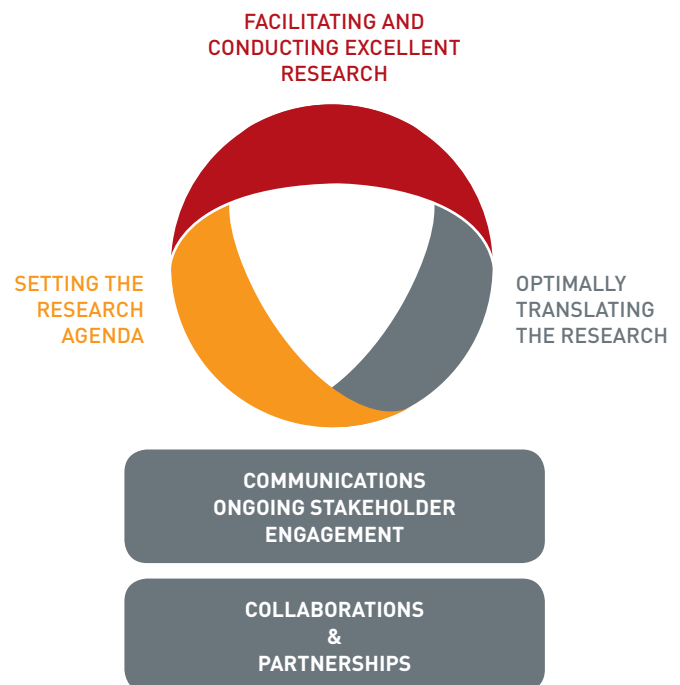 FACILITATING AND
CONDUCTING EXCELLENT
RESEARCH
SETTING THE
RESEARCH
AGENDA
OPTIMALLY
TRANSLATING
THE RESEARCH
COMMUNICATIONS
ONGOING STAKEHOLDER
ENGAGEMENT
COLLABORATIONS
&
PARTNERSHIPS